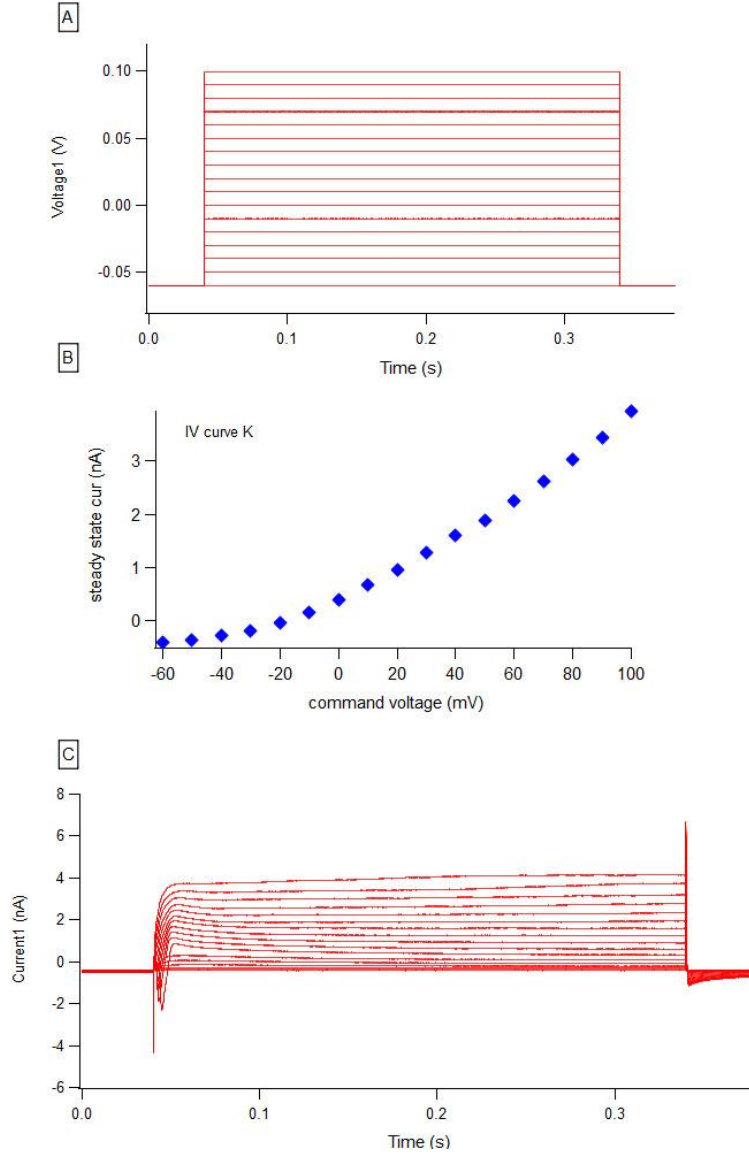 A
0.10
0.05
0.00
-0.05
Voltage1 (V)
0.0 0.1 0.2 0.3
Time (s)
B
IV curve K
3
2
1
0
steady state cur (nA)
-60 -40 -20 0 20 40 60 80 100
command voltage (mV)
C
8
6
4
2
0
-2
-4
-6
Current1 (nA)
0.0 0.1 0.2 0.3
Time (s)